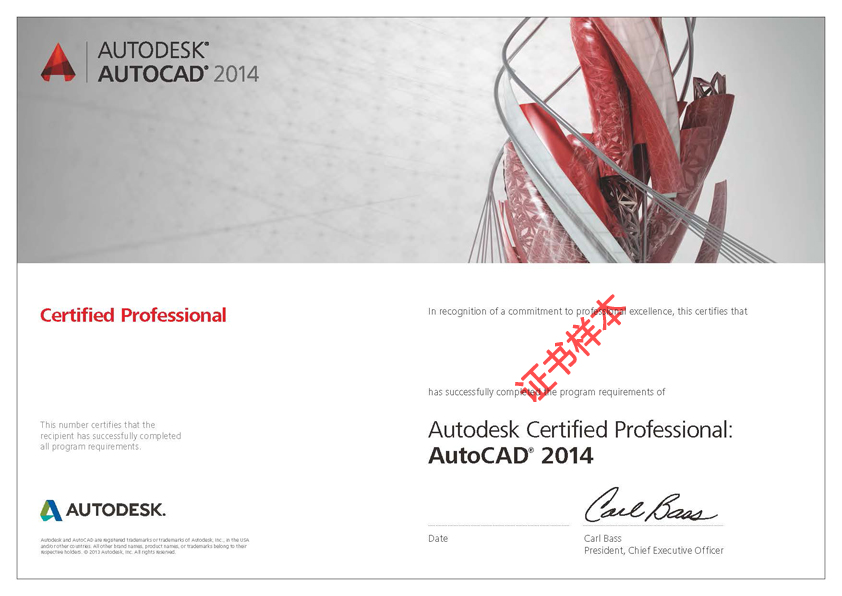 AUTODESK®
AUTOCAD® 2014
Certified Professional
In recognition of a commitment to professional excellence, this certifies that
证书样本
has successfully completed the program requirements of
This number certifies that the
recipient has successfully completed
all program requirements.
Autodesk Certified Professional:
AutoCAD® 2014
AUTODESK.
Carl Bass
Date
Carl Bass
President, Chief Executive Officer
Autodesk and AutoCAD are registered trademarks or trademarks of Autodesk, Inc., in the USA
and/or other countries. All other brand names, product names, or trademarks belong to their
respective holders. © 2013 Autodesk, Inc. All rights reserved.